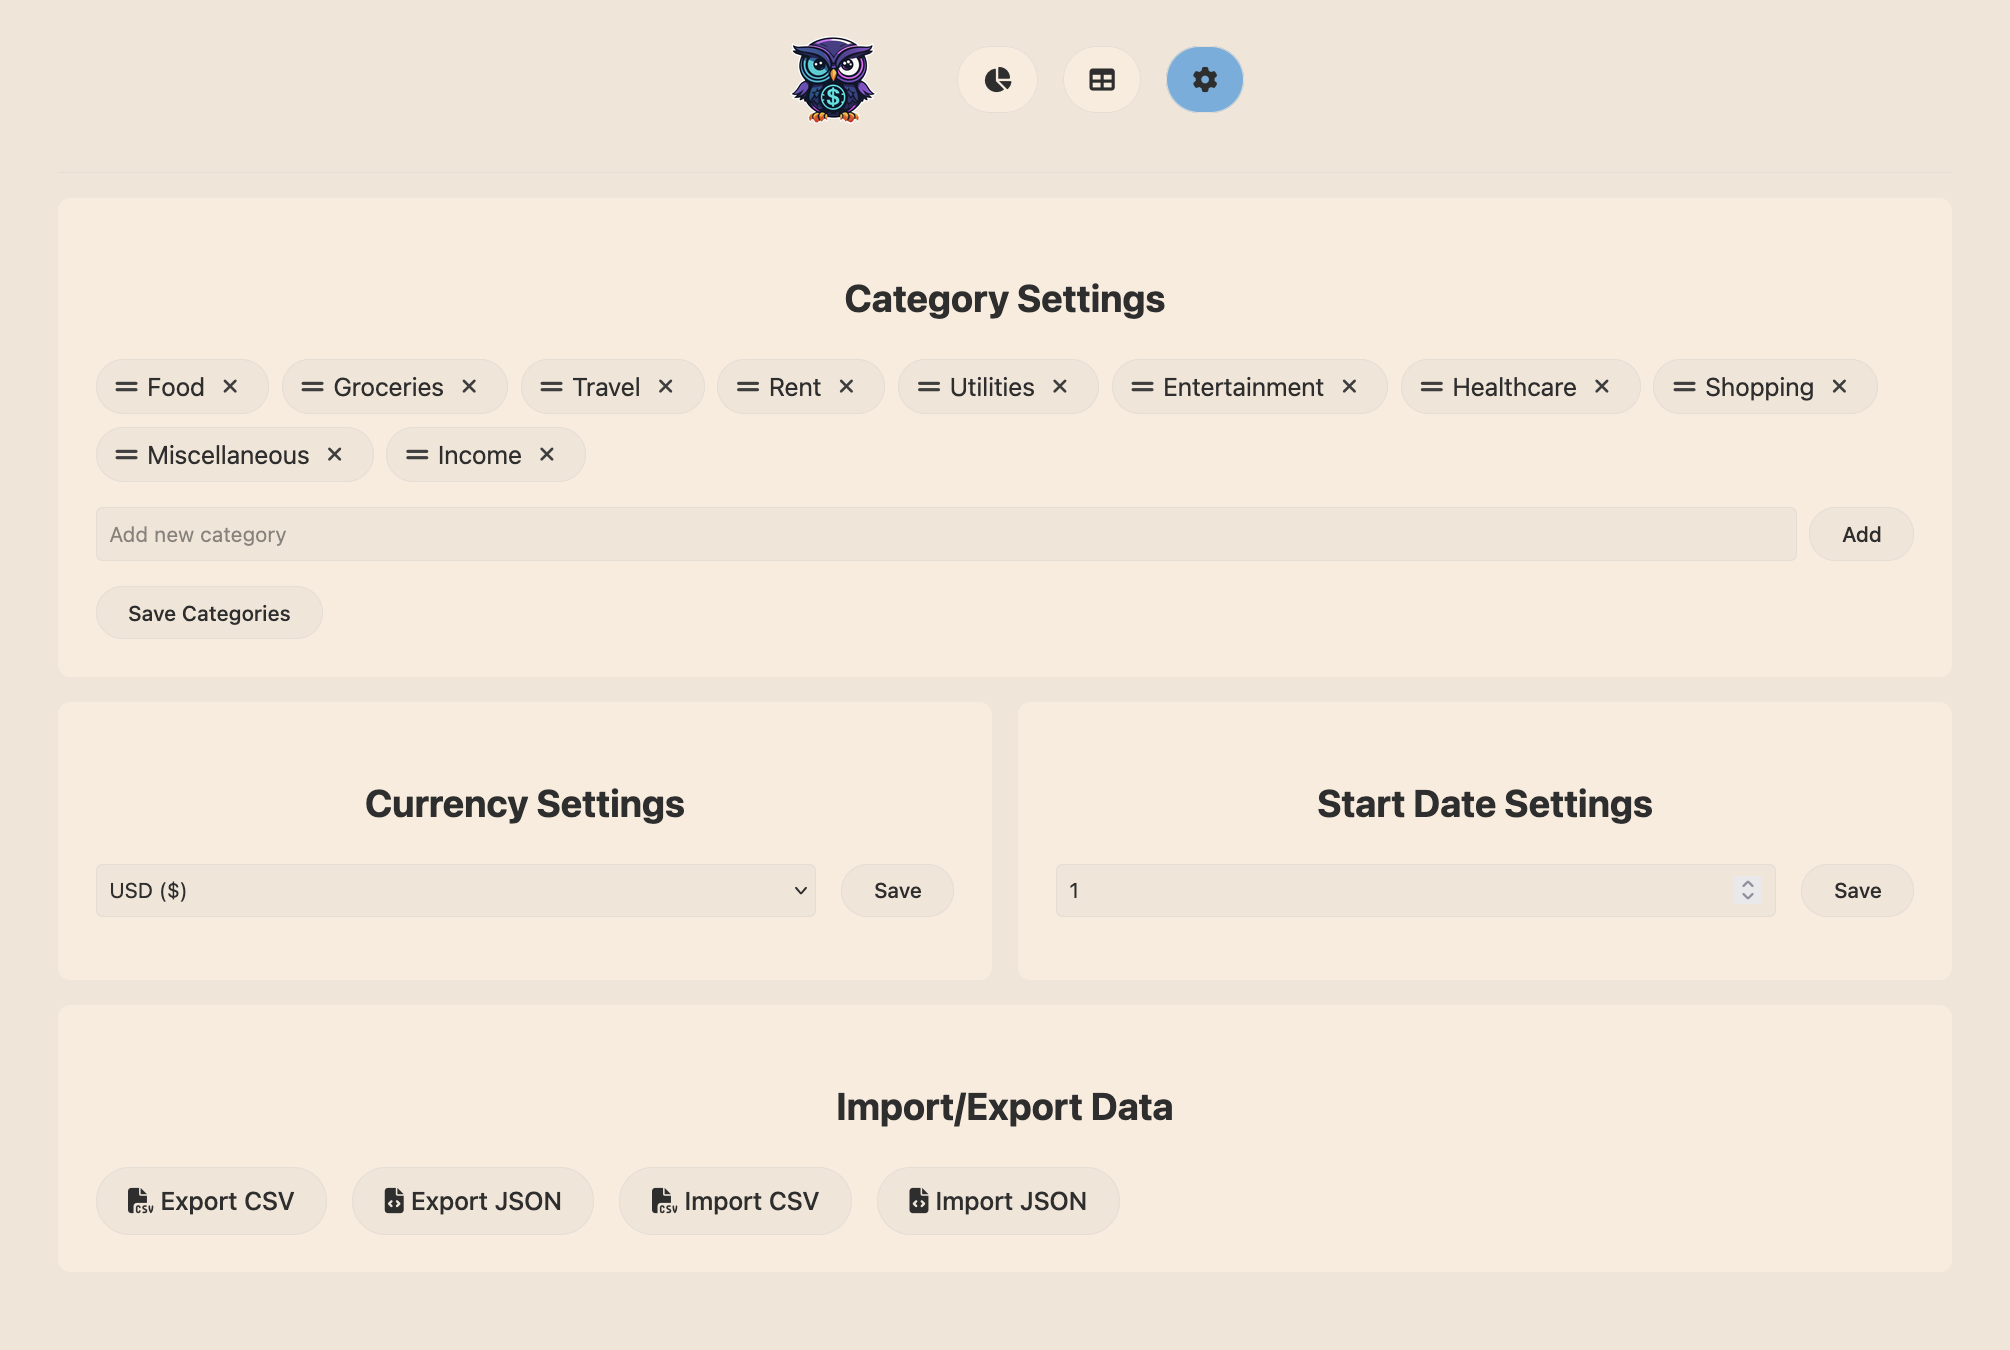 $
Category Settings
Food Groceries Travel Rent Utilities Entertainment Healthcare Shopping
Miscellaneous Income
Add new category Add
Save Categories
Currency Settings
USD ($) Save
Start Date Settings
1 Save
Import/Export Data
CSV Export CSV Export JSON CSV Import CSV Import JSON